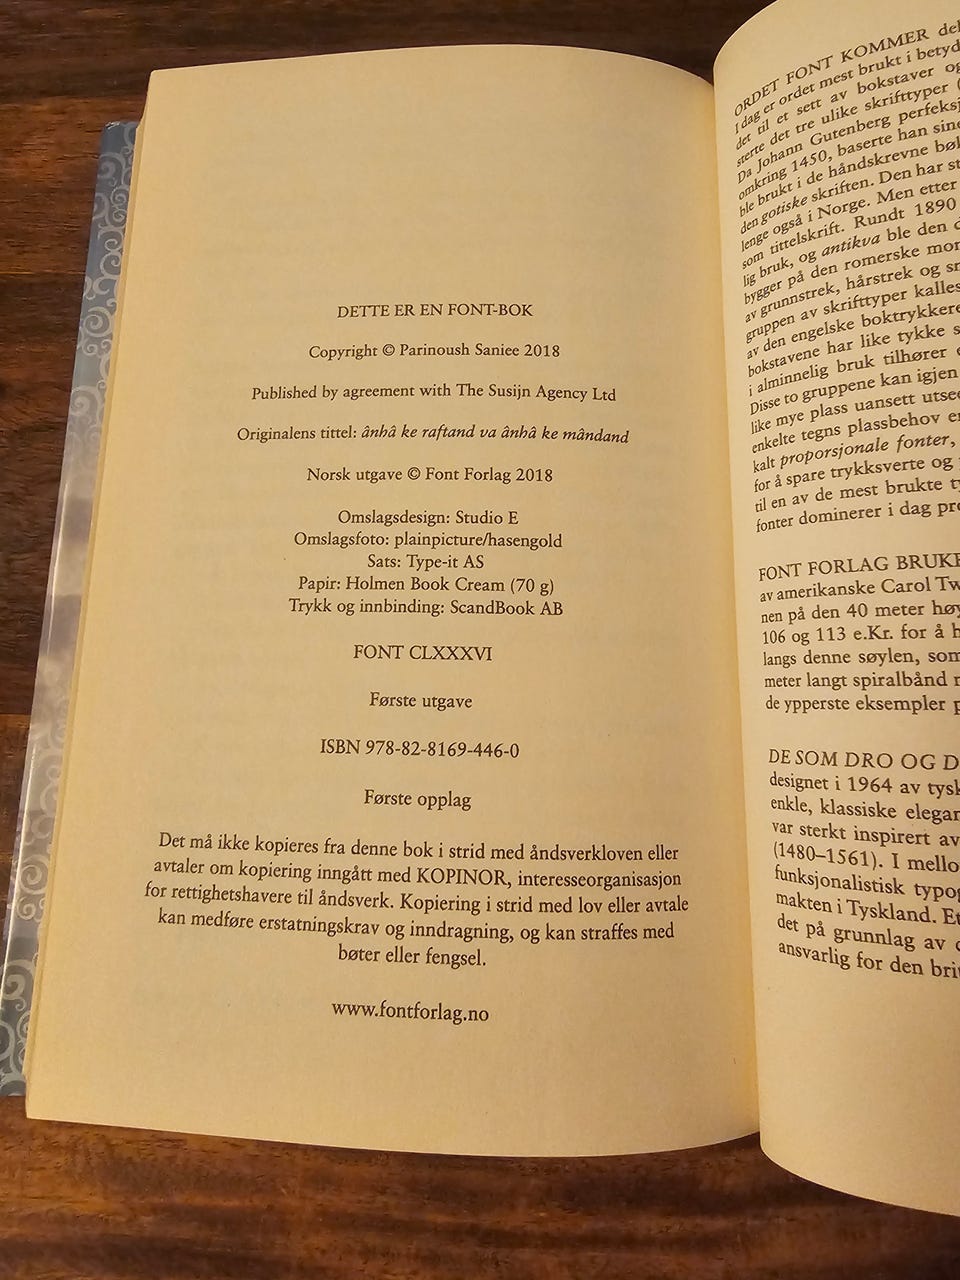 DETTE ER EN FONT-BOK
Copyright © Parinoush Saniee 2018
Published by agreement with The Susijn Agency Ltd
Originalens tittel: ânhâ ke raftand va ânhâ ke mândand
Norsk utgave © Font Forlag 2018
Omslagsdesign: Studio E
Omslagsfoto: plainpicture/hasengold
Sats: Type-it AS
Papir: Holmen Book Cream (70 g)
Trykk og innbinding: ScandBook AB
FONT CLXXXVI
Første utgave
ISBN 978-82-8169-446-0
Første opplag
Det må ikke kopieres fra denne bok i strid med åndsverkloven eller
avtaler om kopiering inngått med KOPINOR, interesseorganisasjon
for rettighetshavere til åndsverk. Kopiering i strid med lov eller avtale
kan medføre erstatningskrav og inndragning, og kan straffes med
bøter eller fengsel.
www.fontforlag.no
ORDET FONT KOMMER
I dag er ordet mest brukt i
det til et sett av bokstaver
sterte det tre ulike skrifttyper
Da Johann Gutenberg
omkring 1450, baserte han
ble brukt i de håndskrevne
den gotiske skriften. Den har
lenge også i Norge. Men etter
som tittelskrift. Rundt 1890
lig bruk, og antikva ble den
bygger på den romerske
av grunnstrek, hårstrek og
gruppen av skrifttyper
av den engelske
bokstavene har like tykke
i alminnelig bruk tilhører
Disse to gruppene kan igjen
like mye plass uansett
enkelte tegns plassbehov
kalt proporsjonale fonter,
for å spare trykksverte og
til en av de mest brukte
fonter dominerer i dag
FONT FORLAG
av amerikanske Carol
nen på den 40 meter
106 og 113 e.Kr. for å
langs denne søylen, som
meter langt spiralbånd
de ypperste eksempler
DE SOM DRO OG
designet i 1964 av
enkle, klassiske
var sterkt inspirert av
(1480–1561). I
funksjonalistisk
makten i Tyskland.
det på grunnlag av
ansvarlig for den